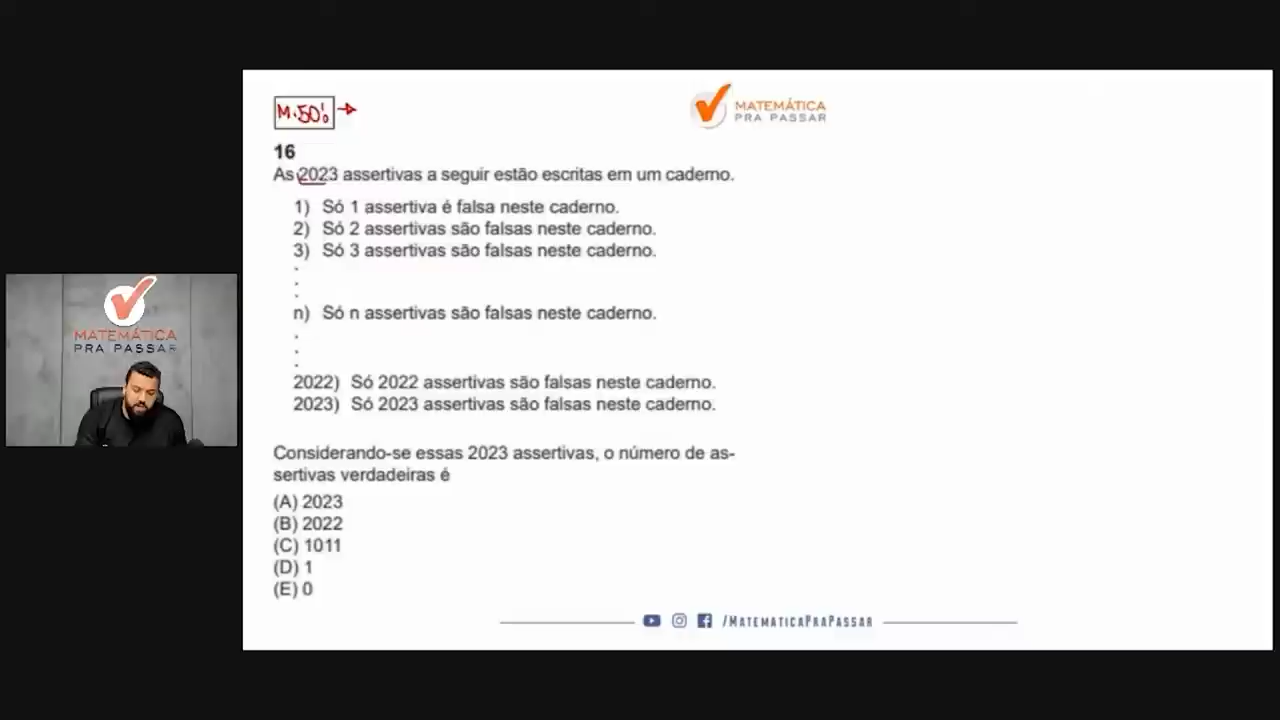 M.50%
MATEMÁTICA
PRA PASSAR
16
As 2023 assertivas a seguir estão escritas em um caderno.
1) Só 1 assertiva é falsa neste caderno.
2) Só 2 assertivas são falsas neste caderno.
3) Só 3 assertivas são falsas neste caderno.
n) Só n assertivas são falsas neste caderno.
2022) Só 2022 assertivas são falsas neste caderno.
2023) Só 2023 assertivas são falsas neste caderno.
Considerando-se essas 2023 assertivas, o número de as-
sertivas verdadeiras é
(A) 2023
(B) 2022
(C) 1011
(D) 1
(E) 0
/MATEMATICAPRAPASSAR
MATEMÁTICA
PRA PASSAR